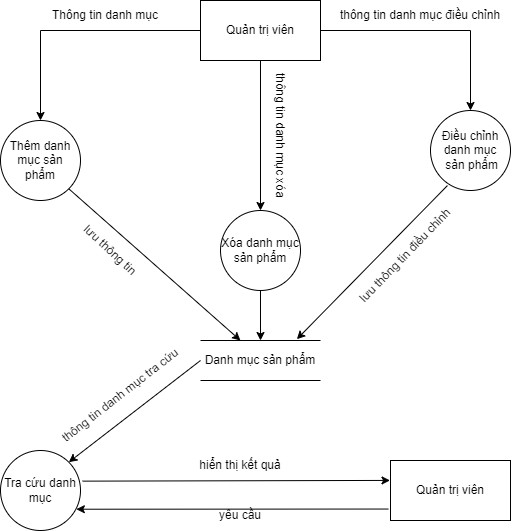 Thông tin danh mục
Quản trị viên
thông tin danh mục điều chỉnh
thông tin danh mục xóa
Thêm danh
mục sản
phẩm
Điều chỉnh
danh mục
sản phẩm
lưu thông tin
Xóa danh mục
sản phẩm
lưu thông tin điều chỉnh
Danh mục sản phẩm
thông tin danh mục tra cứu
hiển thị kết quả
Tra cứu danh
mục
Quản trị viên
yêu cầu